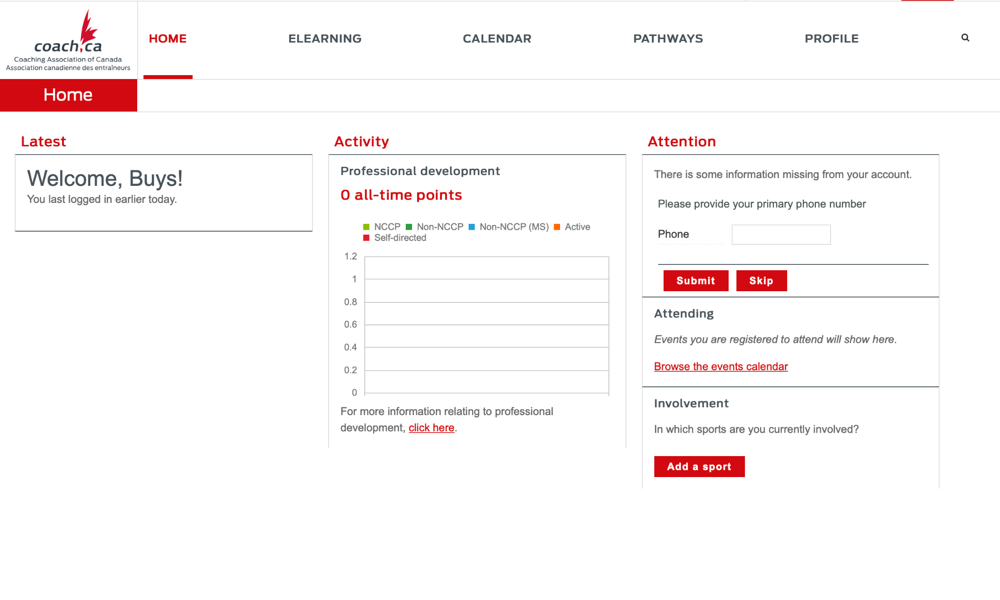 coach.ca
Coaching Association of Canada
Association canadienne des entraîneurs
HOME
ELEARNING
CALENDAR
PATHWAYS
PROFILE
Home
Latest
Welcome, Buys!
You last logged in earlier today.
Activity
Professional development
0 all-time points
NCCP Non-NCCP Non-NCCP (MS) Active
Self-directed
1.2
1
0.8
0.6
0.4
0.2
0
For more information relating to professional
development, click here.
Attention
There is some information missing from your account.
Please provide your primary phone number
Phone
Submit Skip
Attending
Events you are registered to attend will show here.
Browse the events calendar
Involvement
In which sports are you currently involved?
Add a sport